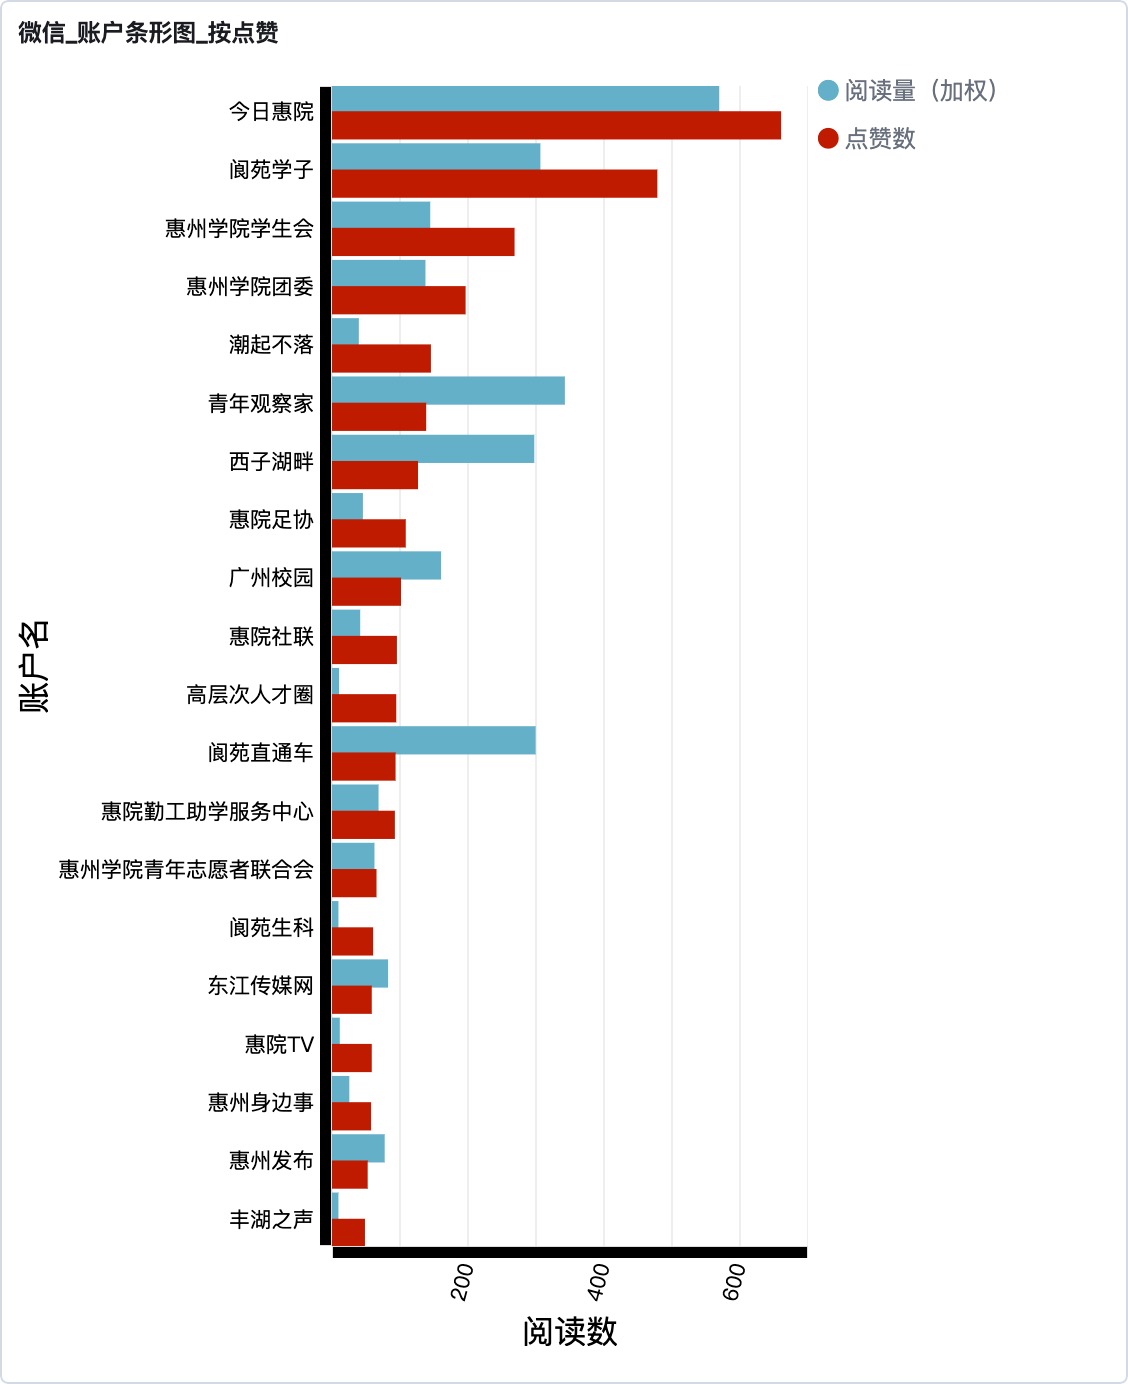 微信_账户条形图_按点赞
阅读量（加权）
点赞数
今日惠院
阆苑学子
惠州学院学生会
惠州学院团委
潮起不落
青年观察家
西子湖畔
惠院足协
广州校园
惠院社联
高层次人才圈
阆苑直通车
惠院勤工助学服务中心
惠州学院青年志愿者联合会
阆苑生科
东江传媒网
惠院TV
惠州身边事
惠州发布
丰湖之声
账户名
200
400
600
阅读数